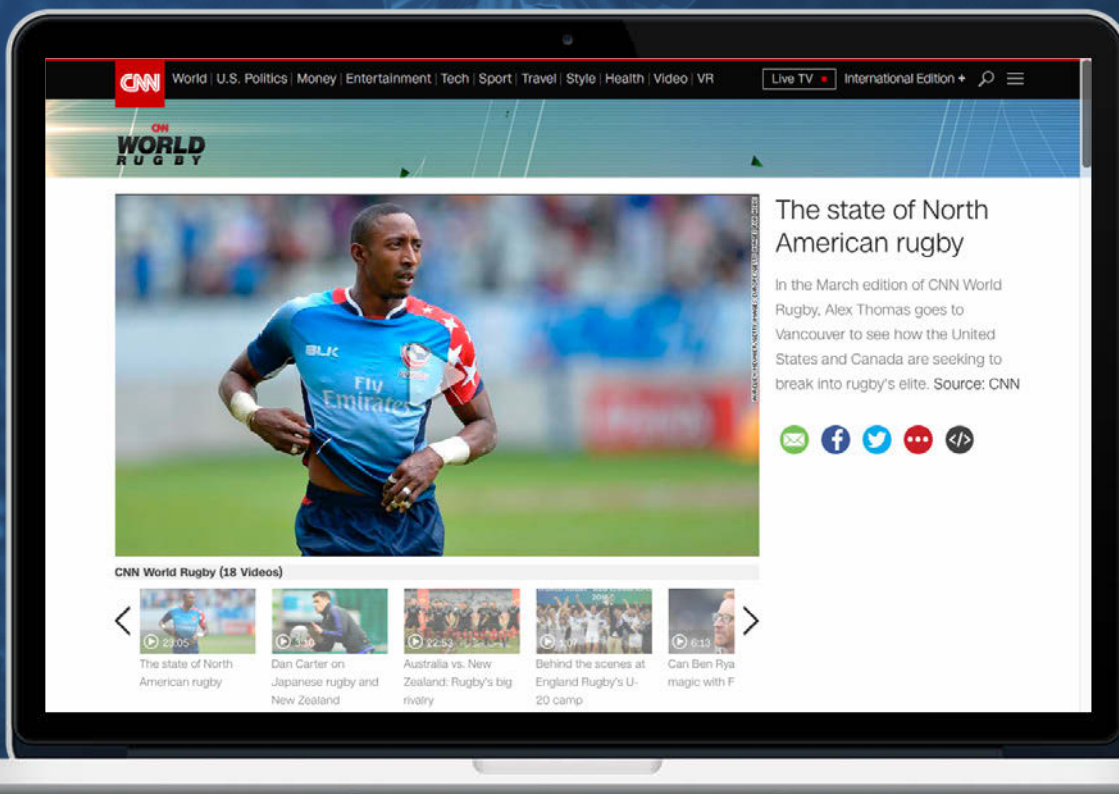 CNN
World | U.S. Politics | Money | Entertainment | Tech | Sport | Travel | Style | Health | Video | VR
Live TV
International Edition +
CNN
WORLD
RUGBY
BLK
Fly
Emirates
The state of North
American rugby
In the March edition of CNN World
Rugby, Alex Thomas goes to
Vancouver to see how the United
States and Canada are seeking to
break into rugby's elite. Source: CNN
CNN World Rugby (18 Videos)
23:05
The state of North
American rugby
3:10
Dan Carter on
Japanese rugby and
New Zealand
22:53
Australia vs. New
Zealand: Rugby's big
rivalry
1:07
Behind the scenes at
England Rugby's U-
20 camp
6:13
Can Ben Rya
magic with F